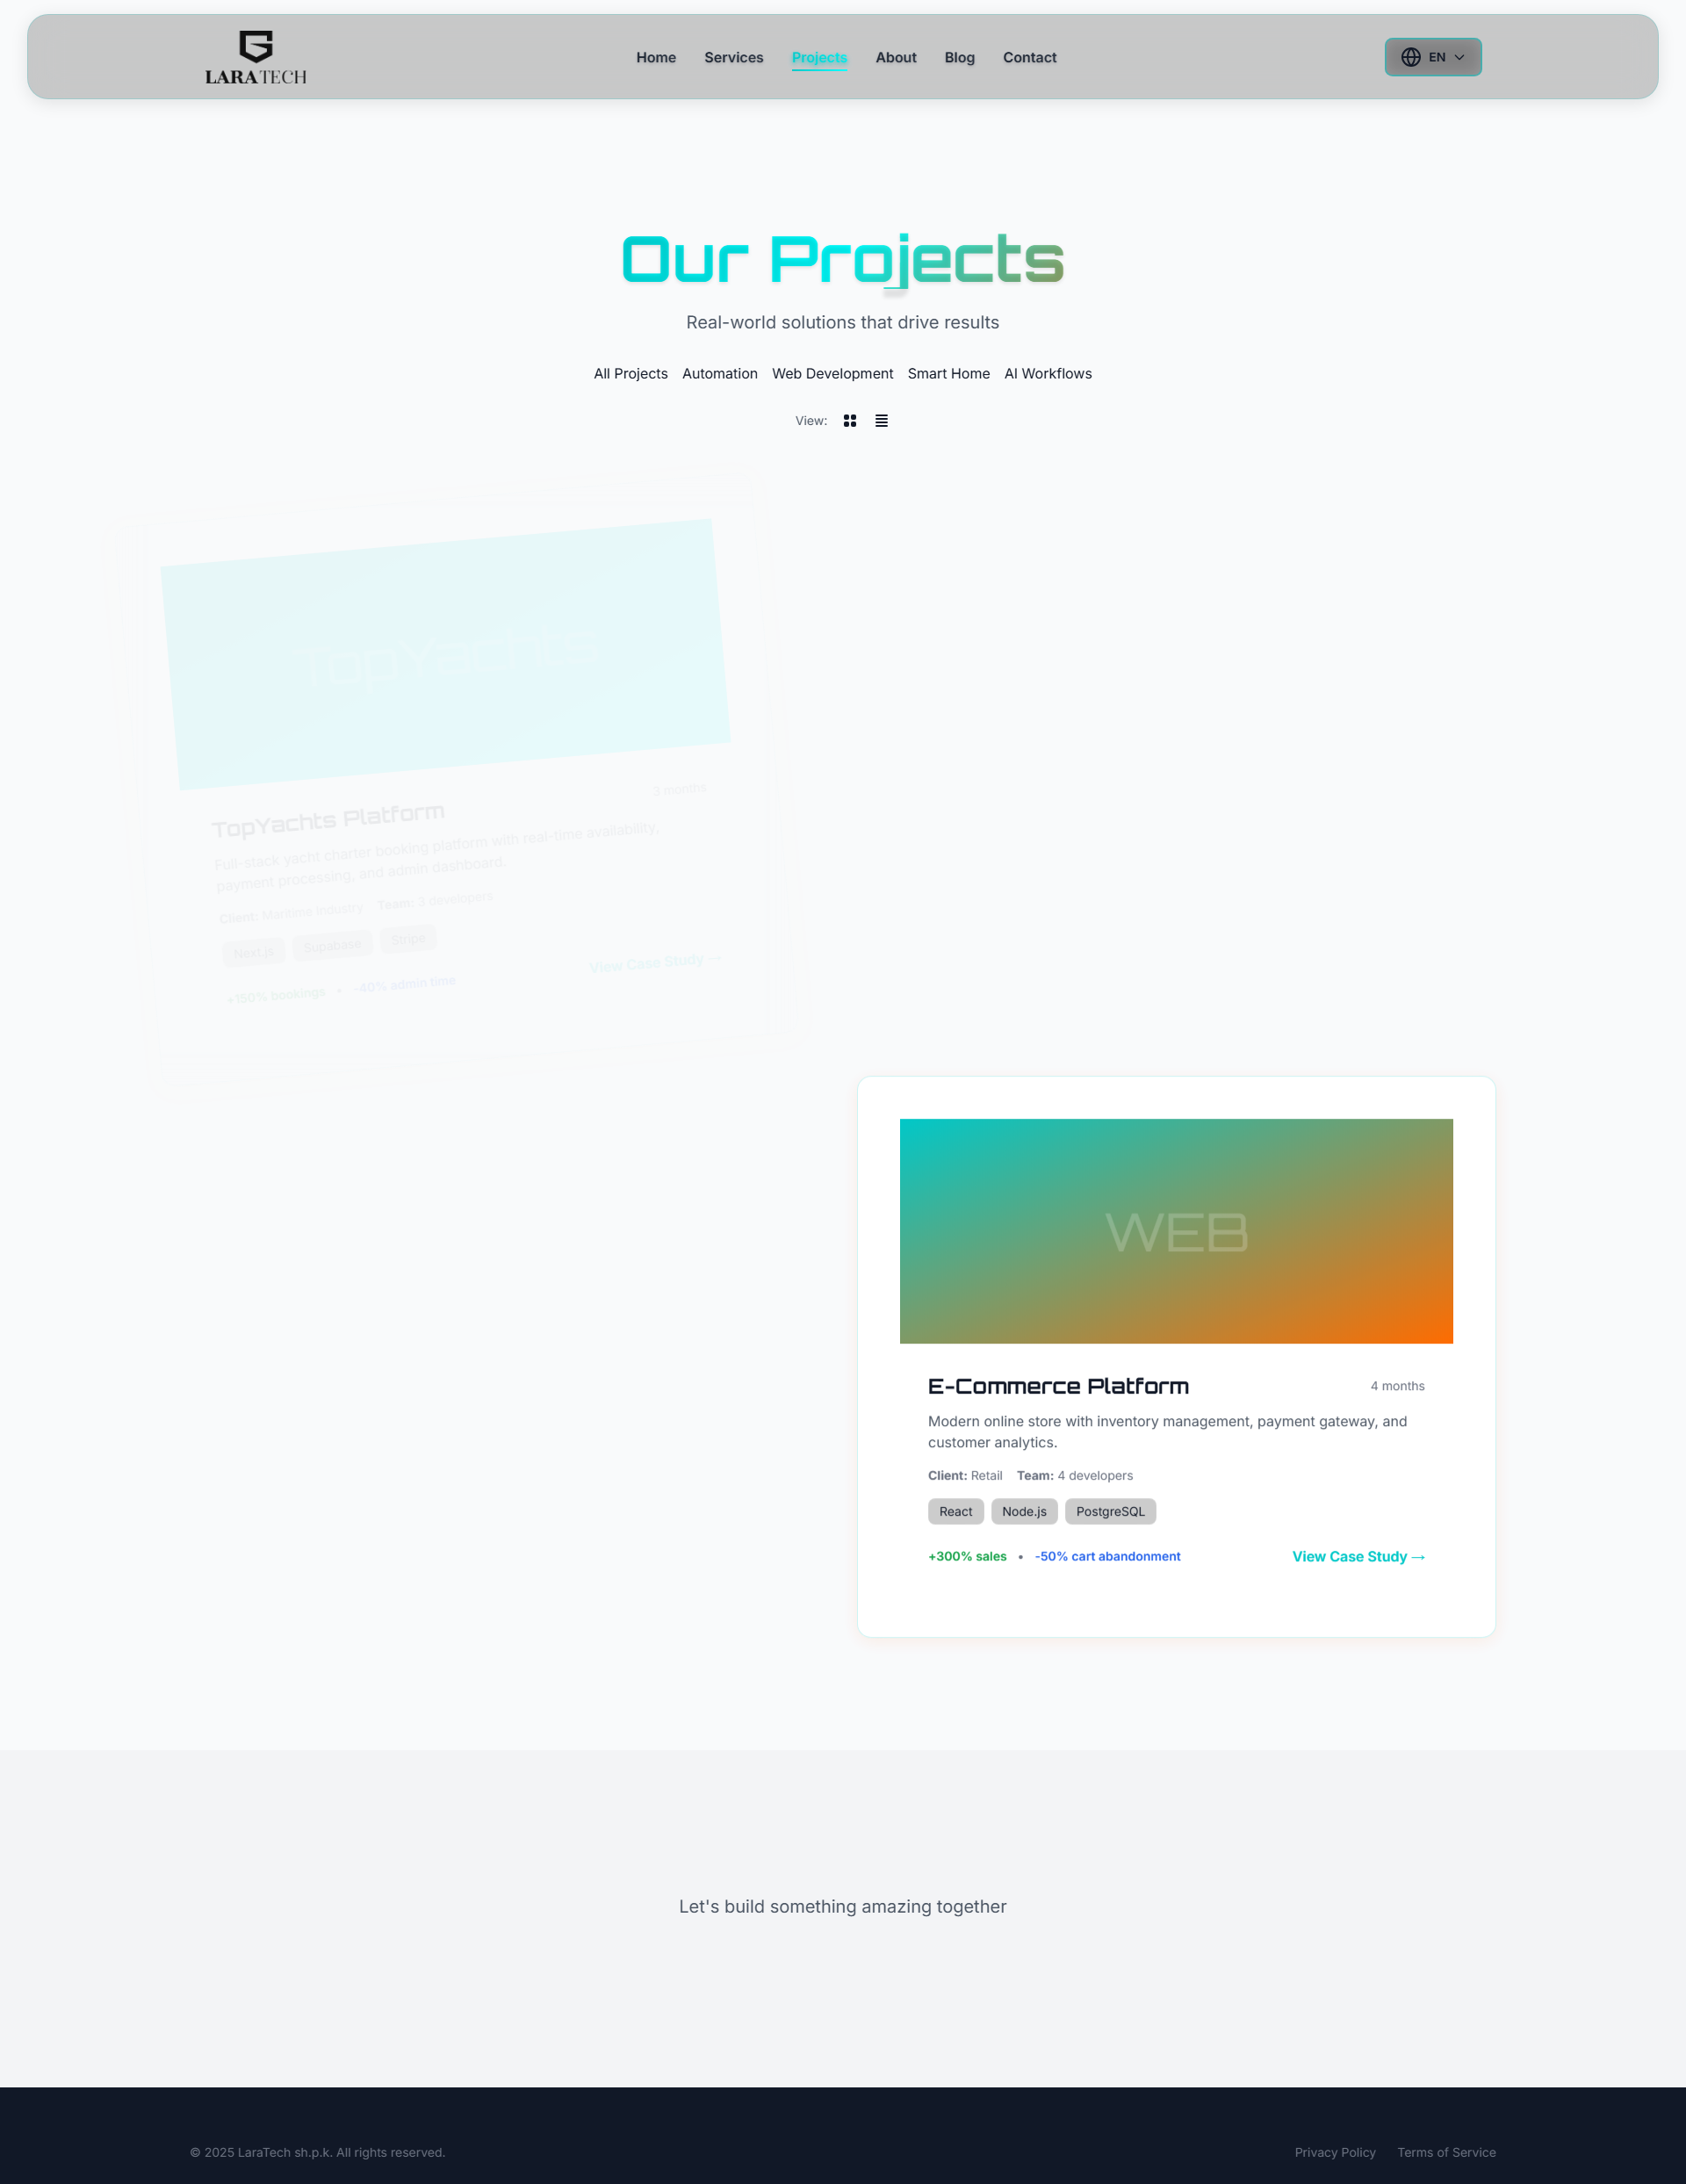 LARATECH
Home Services Projects About Blog Contact
EN
Our Projects
Real-world solutions that drive results
All Projects Automation Web Development Smart Home AI Workflows
View:
TopYachts
TopYachts Platform
3 months
Full-stack yacht charter booking platform with real-time availability,
payment processing, and admin dashboard.
Client: Maritime Industry Team: 3 developers
Next.js Supabase Stripe
+150% bookings • -40% admin time
View Case Study →
WEB
E-Commerce Platform
4 months
Modern online store with inventory management, payment gateway, and
customer analytics.
Client: Retail Team: 4 developers
React Node.js PostgreSQL
+300% sales • -50% cart abandonment
View Case Study →
Let's build something amazing together
© 2025 LaraTech sh.p.k. All rights reserved.
Privacy Policy Terms of Service